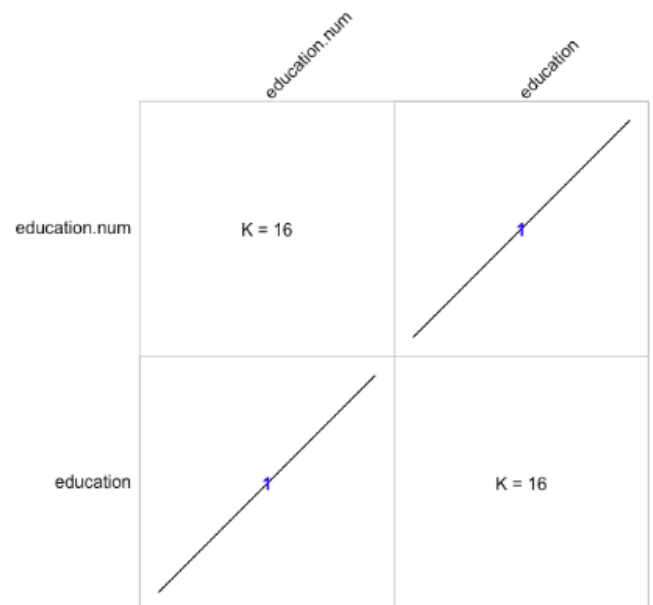 education.num
education
education.num
K = 16
1
education
1
K = 16